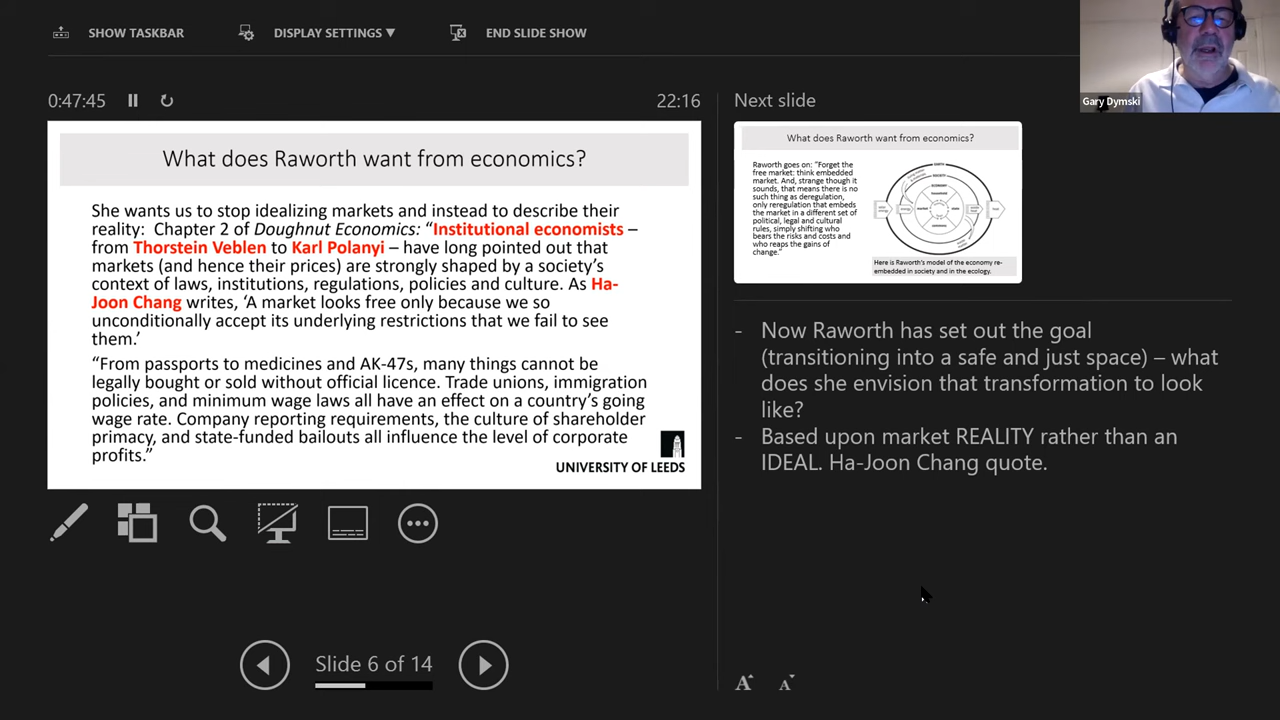 SHOW TASKBAR
DISPLAY SETTINGS ▼
END SLIDE SHOW
Gary Dymski
0:47:45
22:16
What does Raworth want from economics?
She wants us to stop idealizing markets and instead to describe their
reality: Chapter 2 of Doughnut Economics: “Institutional economists –
from Thorstein Veblen to Karl Polanyi – have long pointed out that
markets (and hence their prices) are strongly shaped by a society’s
context of laws, institutions, regulations, policies and culture. As Ha-
Joon Chang writes, ‘A market looks free only because we so
unconditionally accept its underlying restrictions that we fail to see
them.’
“From passports to medicines and AK-47s, many things cannot be
legally bought or sold without official licence. Trade unions, immigration
policies, and minimum wage laws all have an effect on a country’s going
wage rate. Company reporting requirements, the culture of shareholder
primacy, and state-funded bailouts all influence the level of corporate
profits.”
UNIVERSITY OF LEEDS
Slide 6 of 14
Next slide
What does Raworth want from economics?
Raworth goes on: “Forget the
free market: think embedded
market. And, strange though it
sounds, that means there is no
such thing as deregulation,
only reregulation that embeds
the market in a different set of
political, legal and cultural
rules, simply shifting who
bears the risks and costs and
who reaps the gains of
change.”
EARTH
SOCIETY
ECONOMY
Here is Raworth’s model of the economy re-
embedded in society and in the ecology.
- Now Raworth has set out the goal
(transitioning into a safe and just space) – what
does she envision that transformation to look
like?
- Based upon market REALITY rather than an
IDEAL. Ha-Joon Chang quote.
A
A